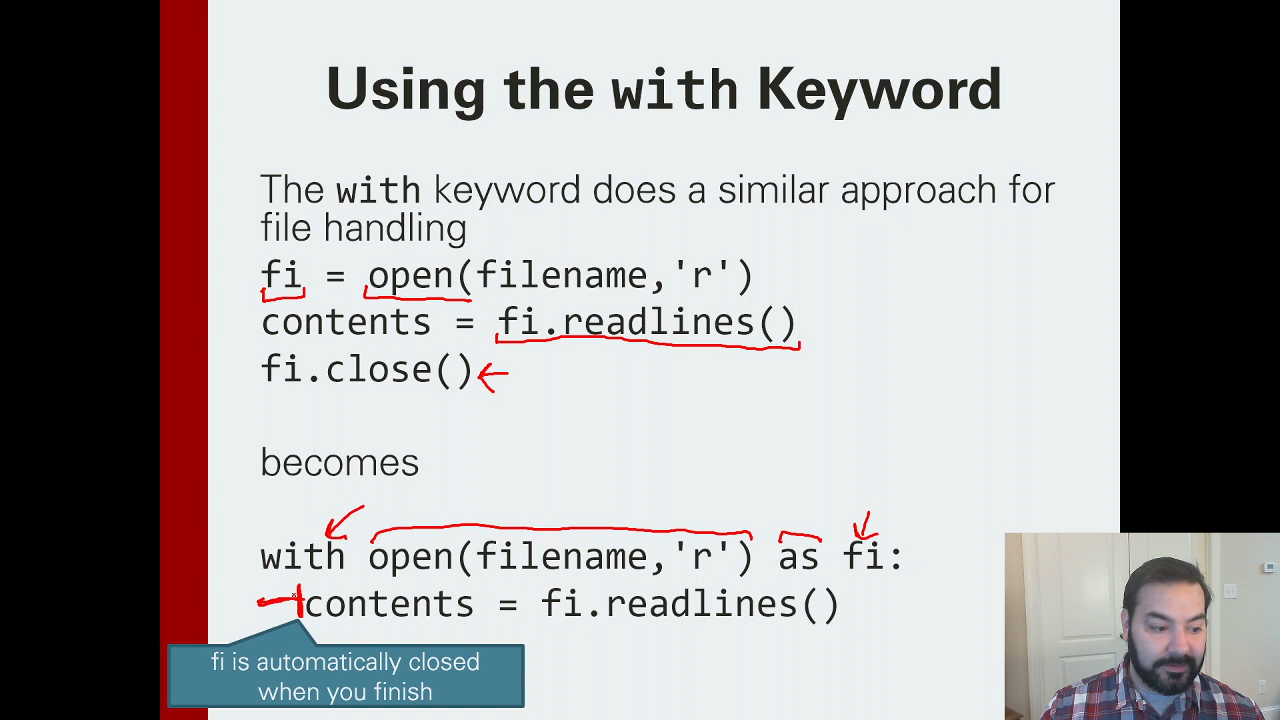 Using the with Keyword
The with keyword does a similar approach for
file handling
fi = open(filename,'r')
contents = fi.readlines()
fi.close()
becomes
with open(filename,'r') as fi:
contents = fi.readlines()
fi is automatically closed
when you finish